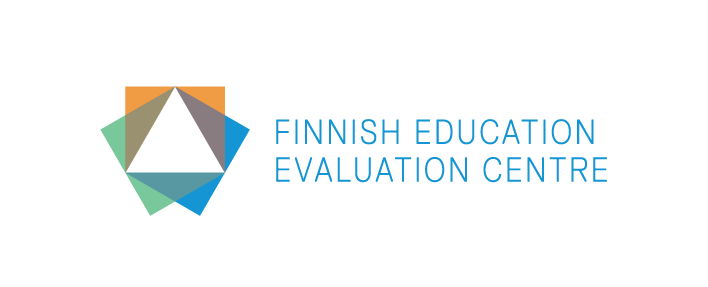 FINNISH EDUCATION
EVALUATION CENTRE